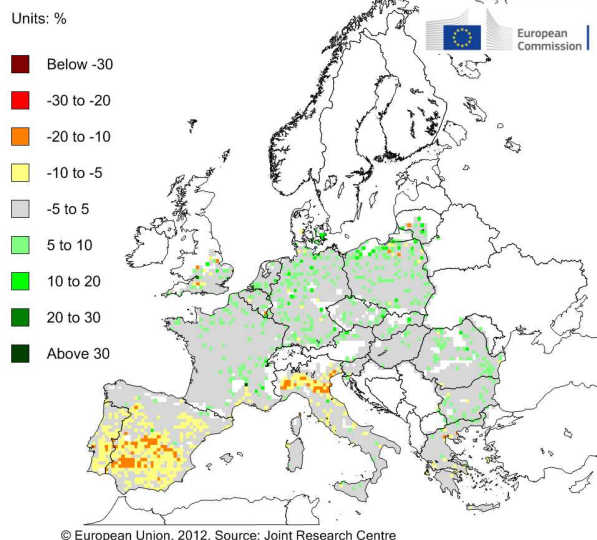 Units: %
European
Commission
Below -30
-30 to -20
-20 to -10
-10 to -5
-5 to 5
5 to 10
10 to 20
20 to 30
Above 30
© European Union, 2012. Source: Joint Research Centre